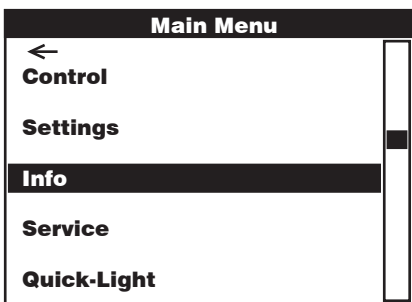 Main Menu
←
Control
Settings
Info
Service
Quick-Light